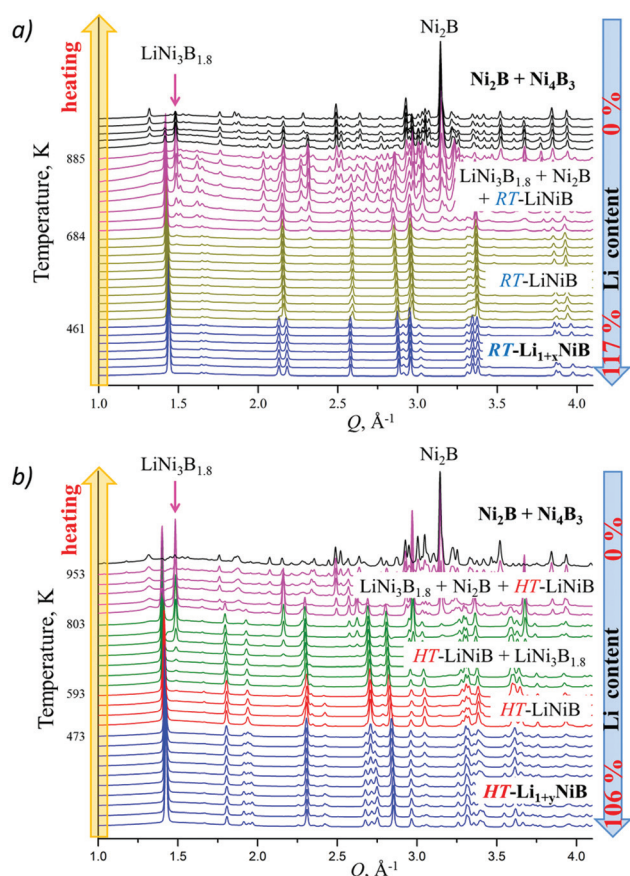 a)
heating
LiNi₃B₁.₈
Ni₂B
Ni₂B + Ni₄B₃
0 %
885
LiNi₃B₁.₈ + Ni₂B
+ RT-LiNiB
Temperature, K
684
RT-LiNiB
Li content
461
RT-Li₁₊ₓNiB
117 %
1.0 1.5 2.0 2.5 3.0 3.5 4.0
Q, Å⁻¹
b)
heating
LiNi₃B₁.₈
Ni₂B
Ni₂B + Ni₄B₃
0 %
953
LiNi₃B₁.₈ + Ni₂B + HT-LiNiB
803
HT-LiNiB + LiNi₃B₁.₈
Temperature, K
593
HT-LiNiB
Li content
473
HT-Li₁₊yNiB
106 %
1.0 1.5 2.0 2.5 3.0 3.5 4.0
Q, Å⁻¹